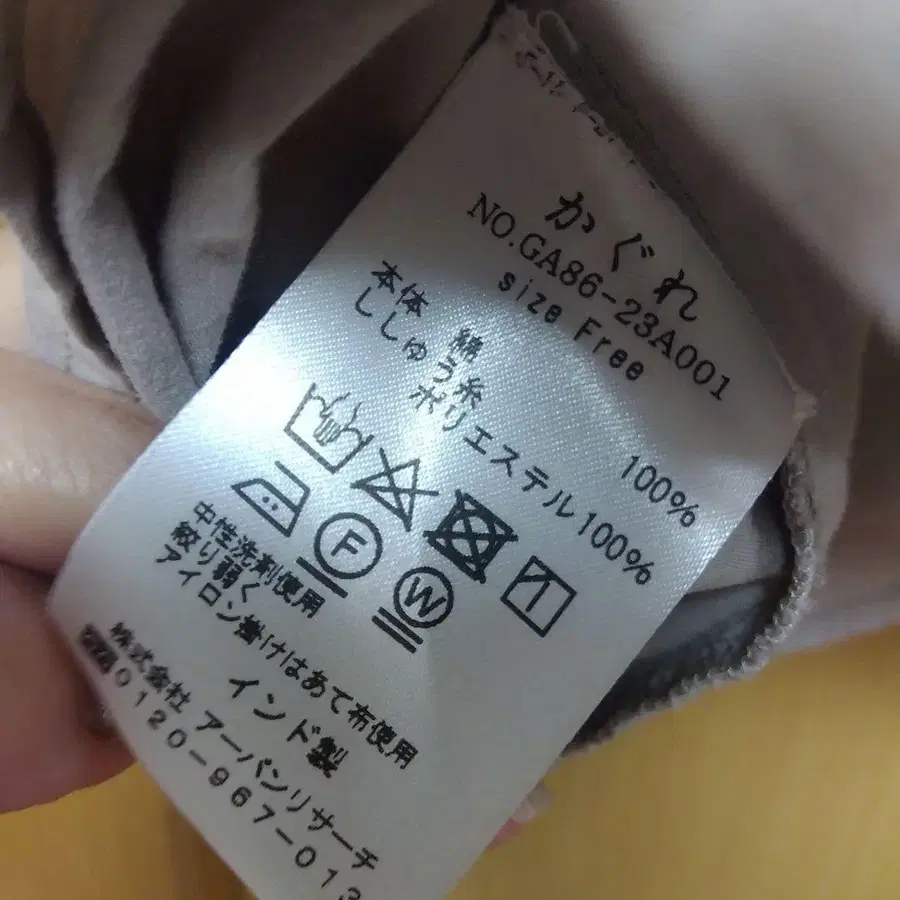 かぐれ
NO.GA86-23A001
size Free
本体 綿 100%
ししゅう糸 ポリエステル100%
F
W
中性洗剤使用
絞り弱く
アイロン掛けはあて布使用
インド製
株式会社 アーバンリサーチ
0120-967-013